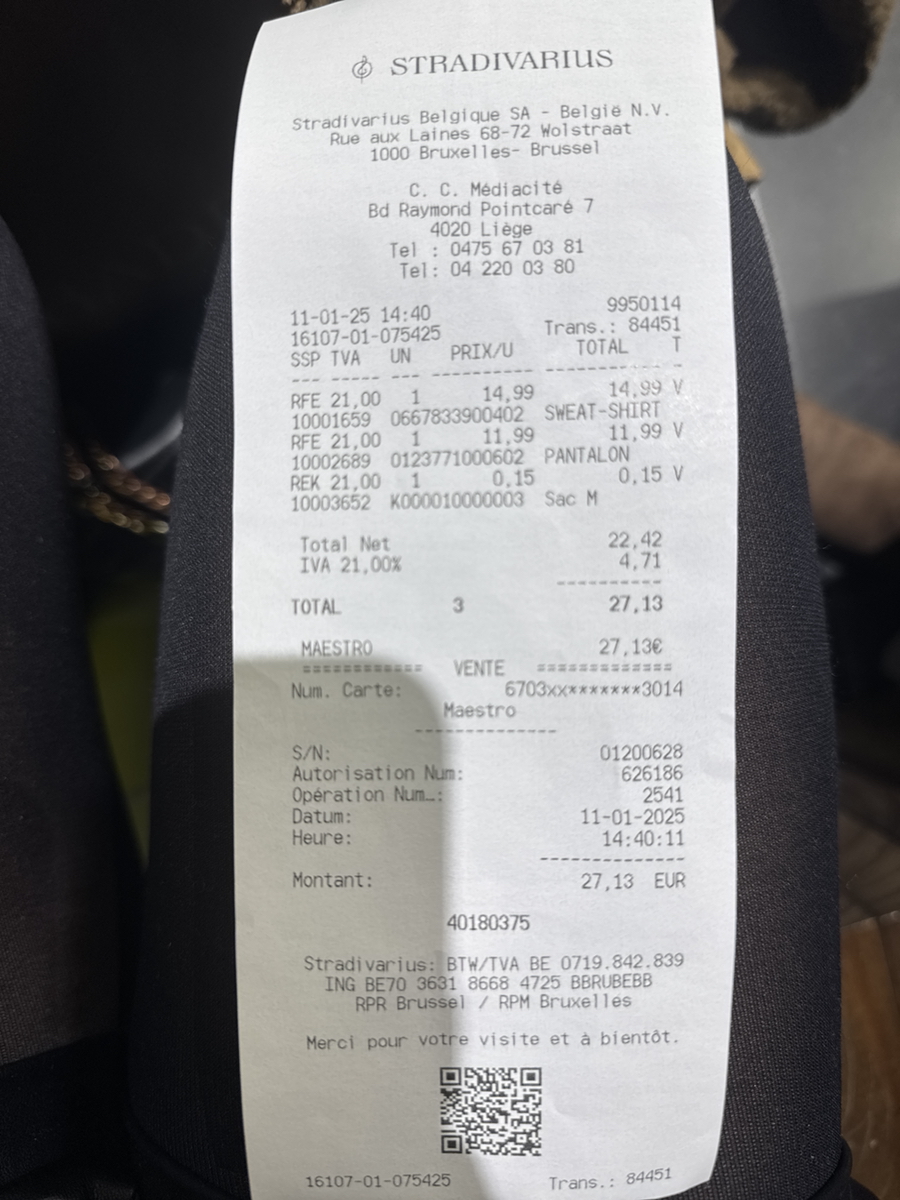 STRADIVARIUS
Stradivarius Belgique SA - België N.V.
Rue aux Laines 68-72 Wolstraat
1000 Bruxelles- Brussel
C. C. Médiacité
Bd Raymond Pointcaré 7
4020 Liège
Tel : 0475 67 03 81
Tel: 04 220 03 80
11-01-25 14:40 9950114
16107-01-075425 Trans.: 84451
SSP TVA UN PRIX/U TOTAL T
--- ----- --- ---------- ---------- -
RFE 21,00 1 14,99 14,99 V
10001659 0667833900402 SWEAT-SHIRT
RFE 21,00 1 11,99 11,99 V
10002689 0123771000602 PANTALON
REK 21,00 1 0,15 0,15 V
10003652 K000010000003 Sac M
Total Net 22,42
IVA 21,00% 4,71
----------
TOTAL 3 27,13
MAESTRO 27,13€
============ VENTE =============
Num. Carte: 6703xx*******3014
Maestro
-------------
S/N: 01200628
Autorisation Num: 626186
Opération Num…: 2541
Datum: 11-01-2025
Heure: 14:40:11
-------------
Montant: 27,13 EUR
40180375
Stradivarius: BTW/TVA BE 0719.842.839
ING BE70 3631 8668 4725 BBRUBEBB
RPR Brussel / RPM Bruxelles
Merci pour votre visite et à bientôt.
16107-01-075425 Trans.: 84451